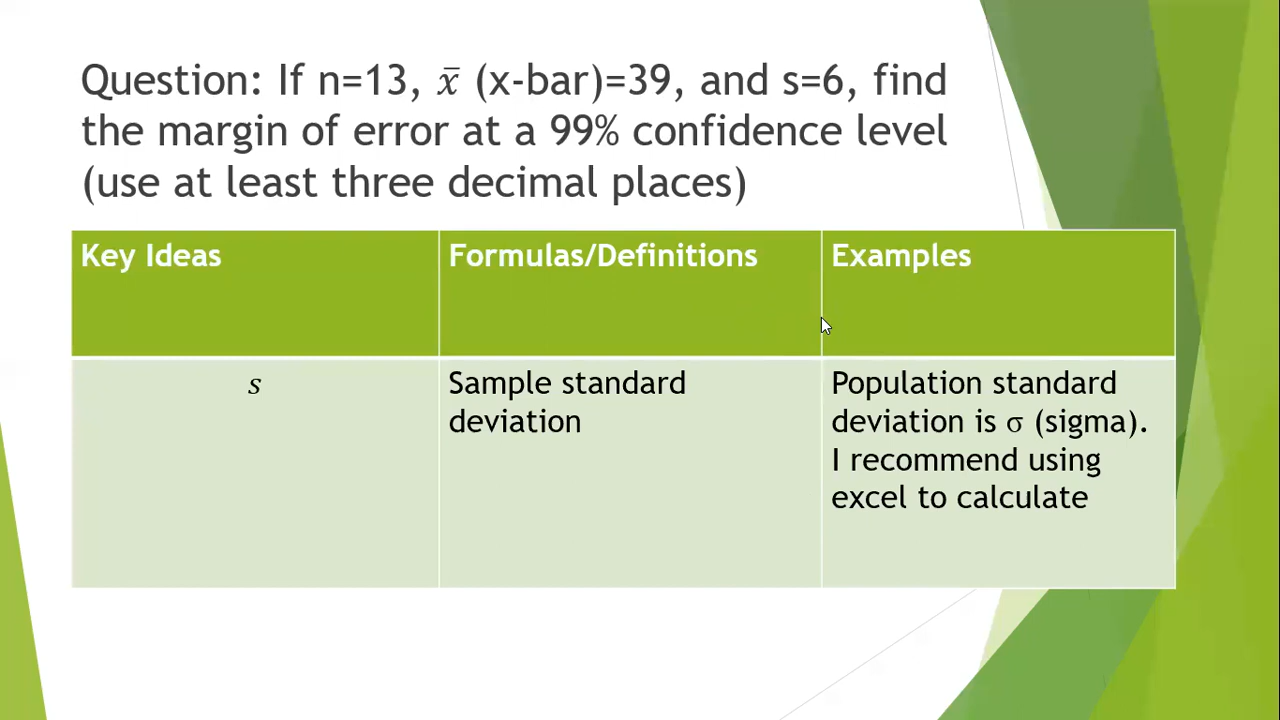 Question: If n=13, x̄ (x-bar)=39, and s=6, find
the margin of error at a 99% confidence level
(use at least three decimal places)
Key Ideas
Formulas/Definitions
Examples
s
Sample standard
deviation
Population standard
deviation is σ (sigma).
I recommend using
excel to calculate